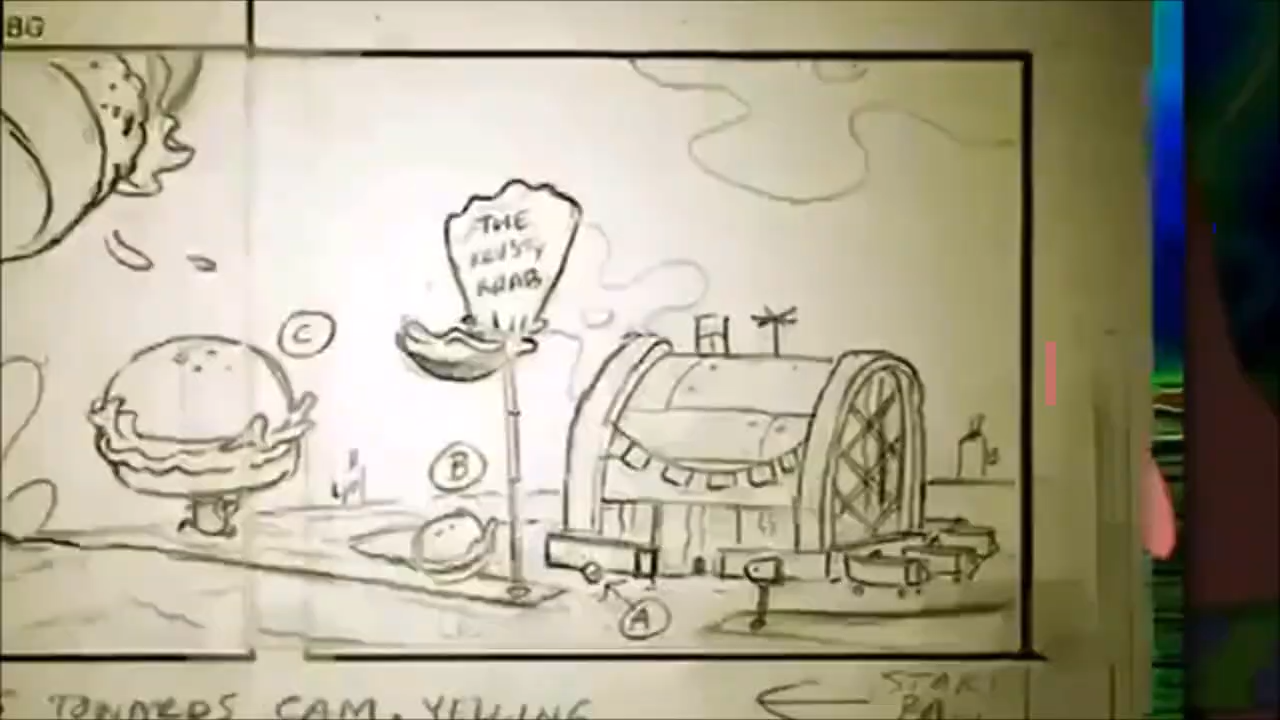 BG
THE
KRUSTY
KRAB
C
B
A
TOWARDS CAM, YELLING
START